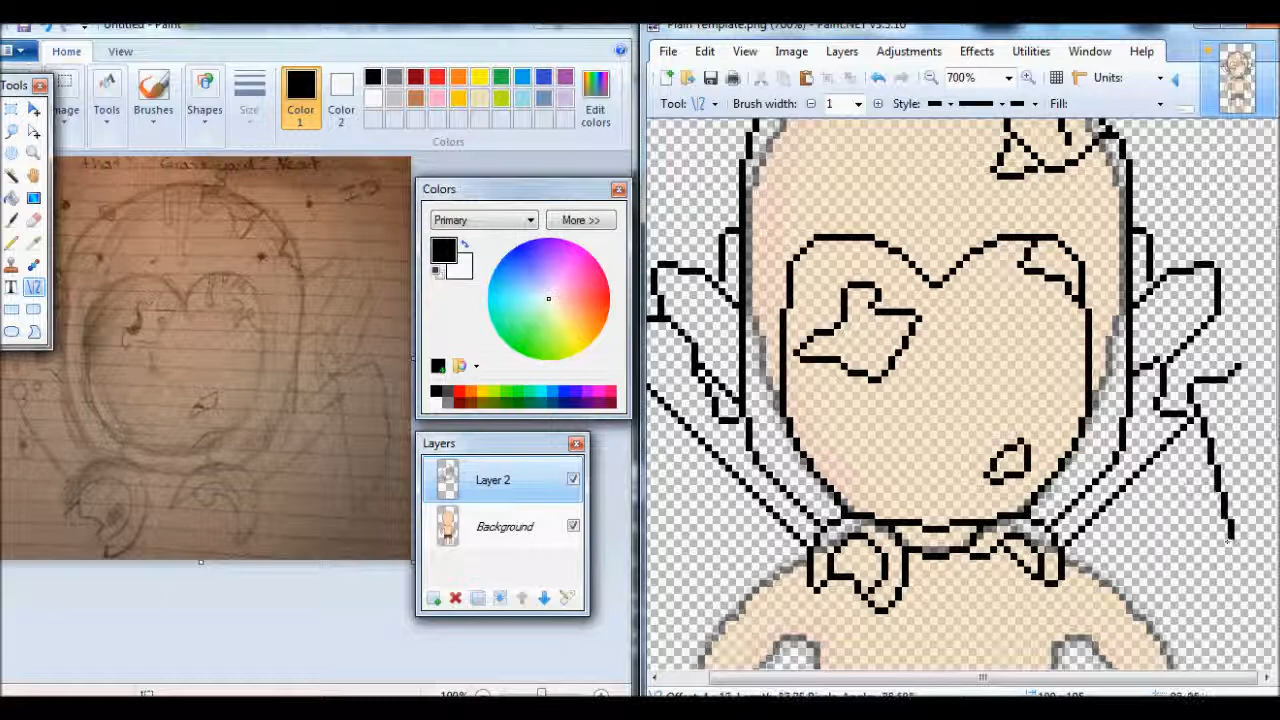 Untitled - Paint
Home View
Image
Tools
Brushes
Shapes
Size
Color 1
Color 2
Edit colors
Colors
Tools
Colors
Primary
More >>
Layers
Layer 2
Background
100%
Plain Template.png (700%) - Paint.NET v3.5.10
File Edit View Image Layers Adjustments Effects Utilities Window Help
700% Units:
Tool: Brush width: 1 Style: Fill:
that